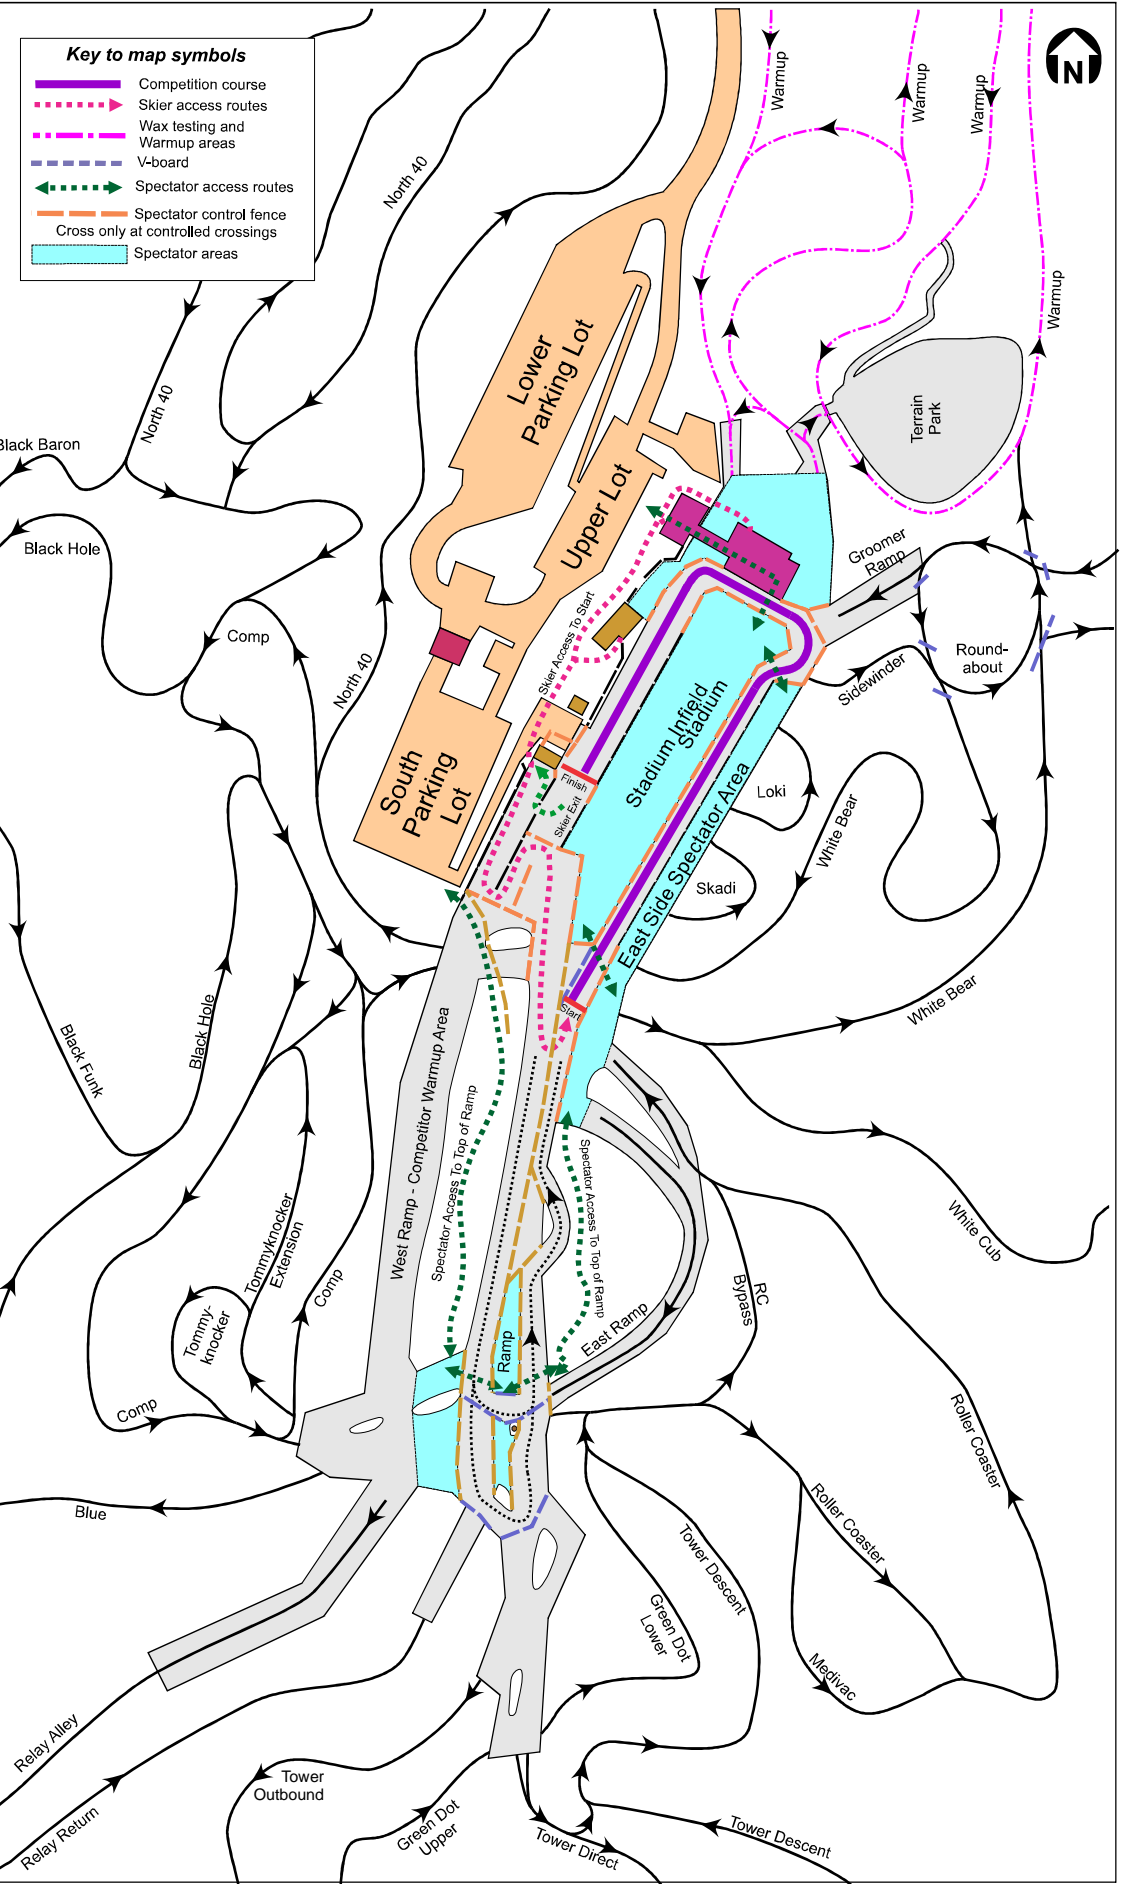 Key to map symbols
Competition course
Skier access routes
Wax testing and
Warmup areas
V-board
Spectator access routes
Spectator control fence
Cross only at controlled crossings
Spectator areas
N
Warmup
Warmup
Warmup
Warmup
North 40
North 40
North 40
Lower
Parking Lot
Upper Lot
South
Parking
Lot
Terrain
Park
Black Baron
Black Hole
Comp
Groomer
Ramp
Round-
about
Sidewinder
Skier Access To Start
Stadium Infield
Stadium
East Side Spectator Area
Finish
Skier Exit
Start
Loki
Skadi
White Bear
White Bear
White Cub
Black Funk
Black Hole
West Ramp - Competitor Warmup Area
Spectator Access To Top of Ramp
Spectator Access To Top of Ramp
Tommyknocker
Extension
Tommy-
knocker
Comp
Comp
Ramp
East Ramp
RC
Bypass
Roller Coaster
Roller Coaster
Blue
Tower Descent
Green Dot
Lower
Medivac
Relay Alley
Relay Return
Tower
Outbound
Green Dot
Upper
Tower Direct
Tower Descent